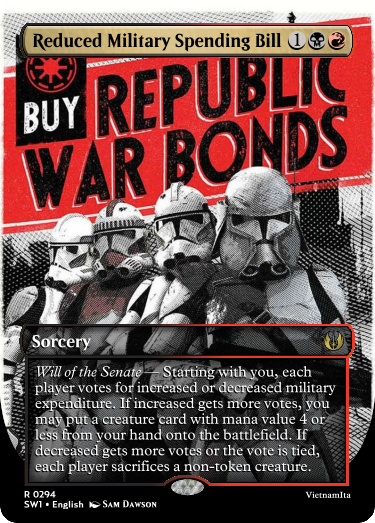 Reduced Military Spending Bill 1
BUY REPUBLIC
WAR BONDS
Sorcery
Will of the Senate — Starting with you, each
player votes for increased or decreased military
expenditure. If increased gets more votes, you
may put a creature card with mana value 4 or
less from your hand onto the battlefield. If
decreased gets more votes or the vote is tied,
each player sacrifices a non-token creature.
R 0294
SW1 • English SAM DAWSON
VietnamIta